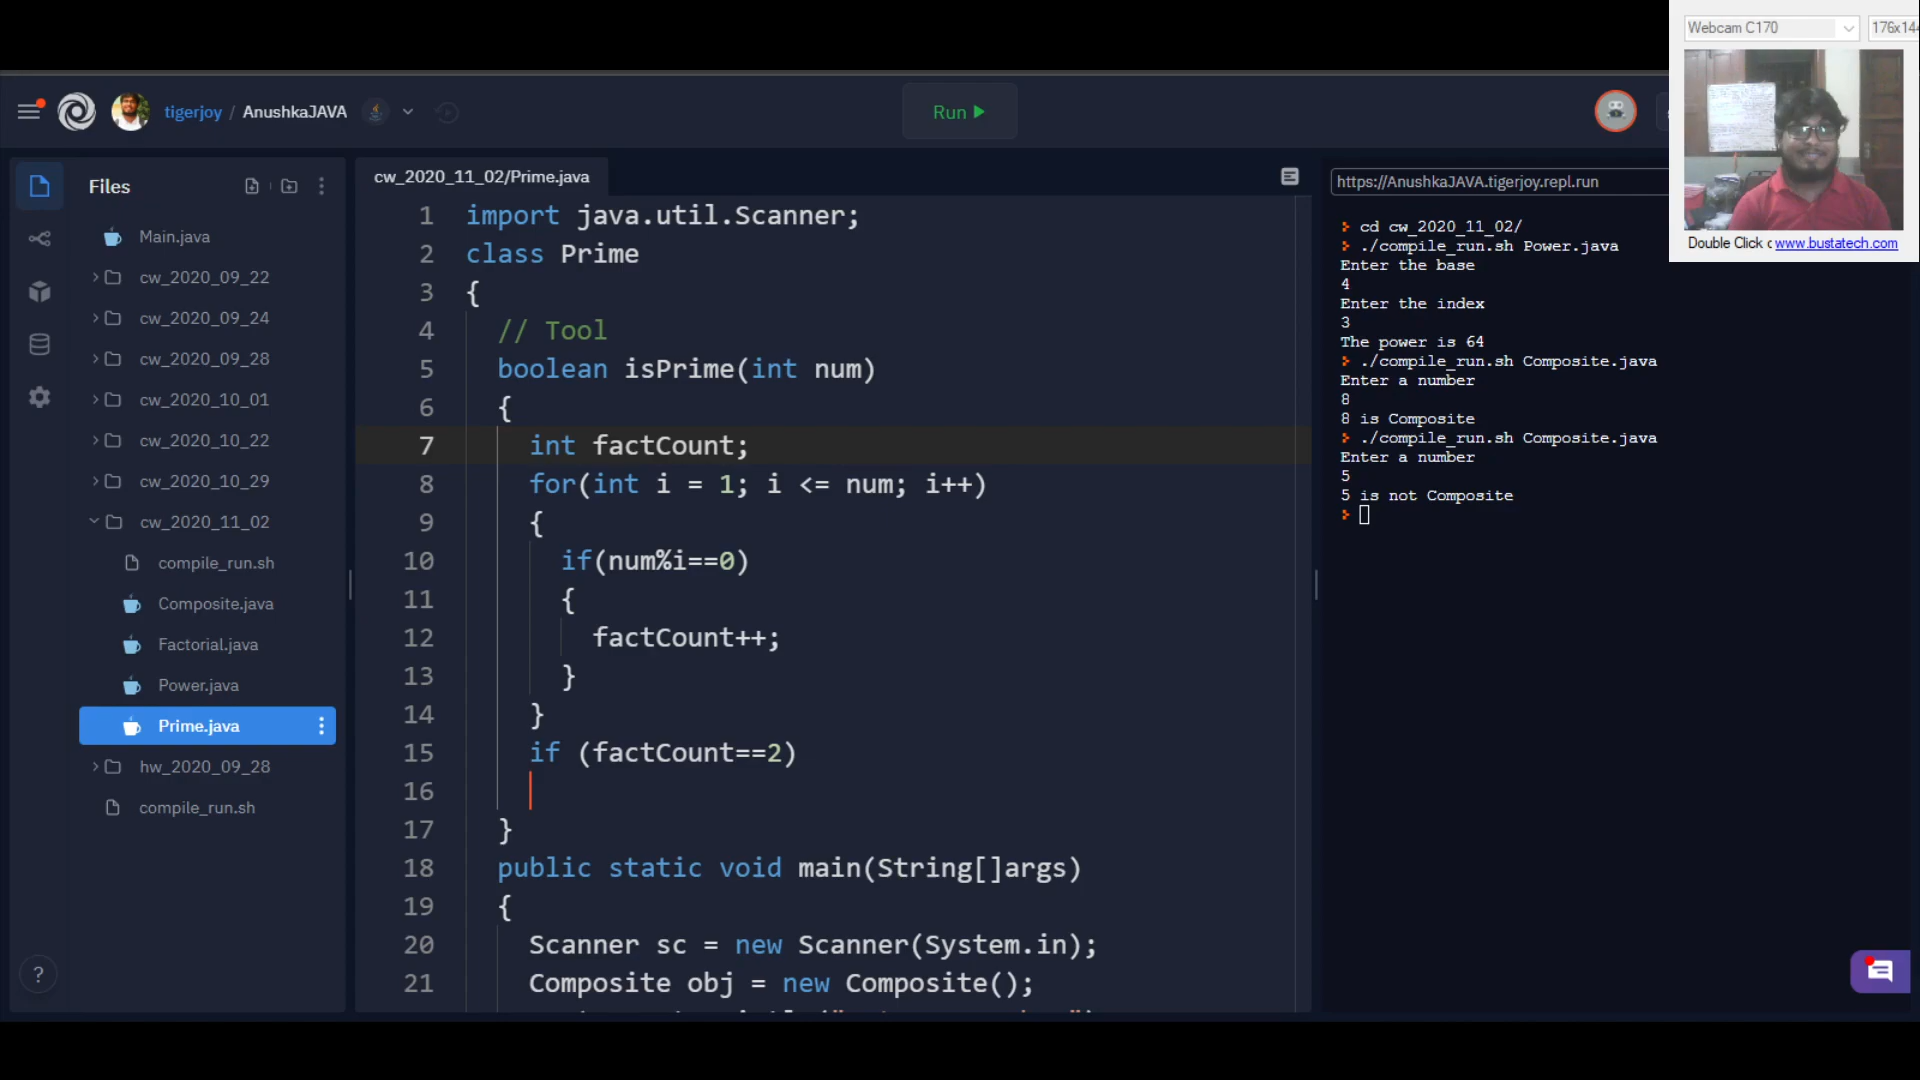 Webcam C170
176x144
Double Click
www.bustatech.com
tigerjoy / AnushkaJAVA
Run
Files
Main.java
cw_2020_09_22
cw_2020_09_24
cw_2020_09_28
cw_2020_10_01
cw_2020_10_22
cw_2020_10_29
cw_2020_11_02
compile_run.sh
Composite.java
Factorial.java
Power.java
Prime.java
hw_2020_09_28
compile_run.sh
?
cw_2020_11_02/Prime.java
1 import java.util.Scanner;
2 class Prime
3 {
4 // Tool
5 boolean isPrime(int num)
6 {
7 int factCount;
8 for(int i = 1; i <= num; i++)
9 {
10 if(num%i==0)
11 {
12 factCount++;
13 }
14 }
15 if (factCount==2)
16
17 }
18 public static void main(String[]args)
19 {
20 Scanner sc = new Scanner(System.in);
21 Composite obj = new Composite();
https://AnushkaJAVA.tigerjoy.repl.run
> cd cw_2020_11_02/
> ./compile_run.sh Power.java
Enter the base
4
Enter the index
3
The power is 64
> ./compile_run.sh Composite.java
Enter a number
8
8 is Composite
> ./compile_run.sh Composite.java
Enter a number
5
5 is not Composite
>